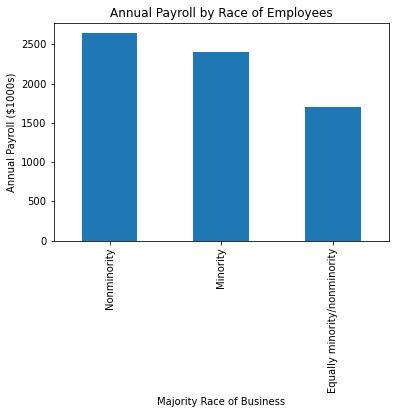 Annual Payroll by Race of Employees
Annual Payroll ($1000s)
2500
2000
1500
1000
500
0
Nonminority
Minority
Equally minority/nonminority
Majority Race of Business